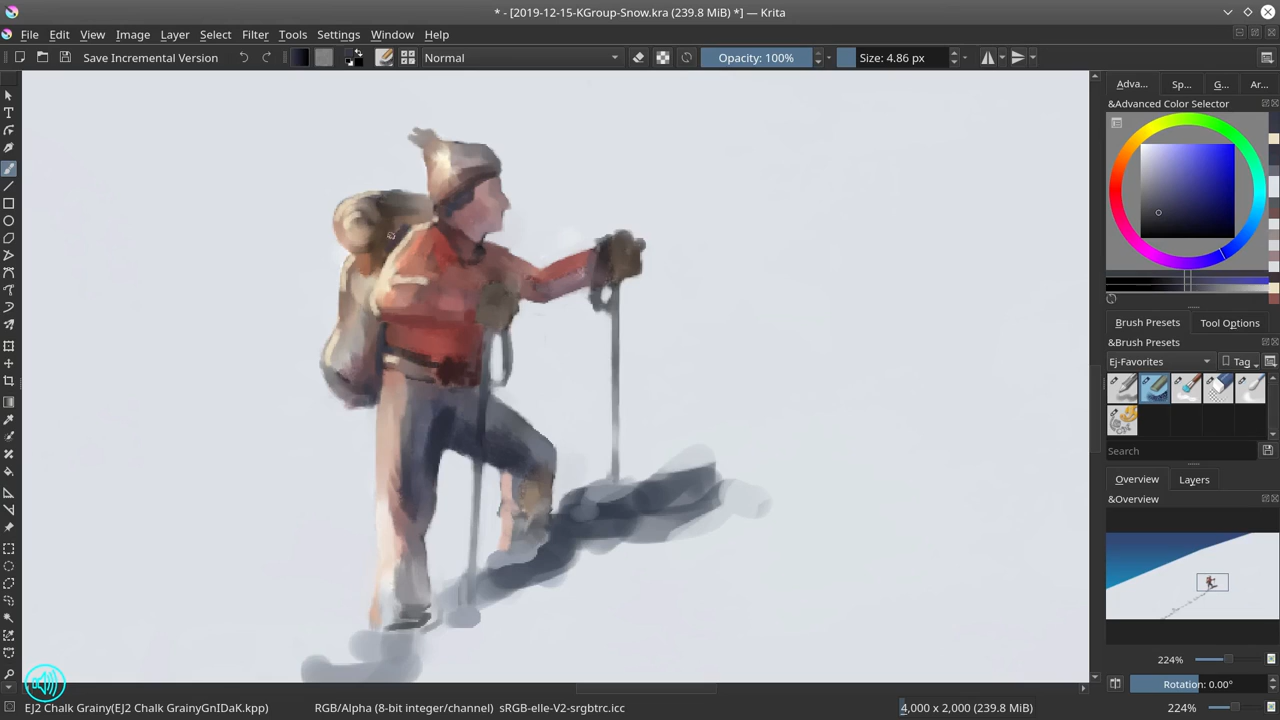 * - [2019-12-15-KGroup-Snow.kra (239.8 MiB) *] — Krita
File Edit View Image Layer Select Filter Tools Settings Window Help
Save Incremental Version Normal Opacity: 100% Size: 4.86 px
Adva... Sp... G... Ar...
&Advanced Color Selector
Brush Presets Tool Options
&Brush Presets
Ej-Favorites Tag
Search
Overview Layers
&Overview
224%
Rotation: 0.00°
EJ2 Chalk Grainy(EJ2 Chalk GrainyGnIDaK.kpp) RGB/Alpha (8-bit integer/channel) sRGB-elle-V2-srgbtrc.icc 4,000 x 2,000 (239.8 MiB) 224%